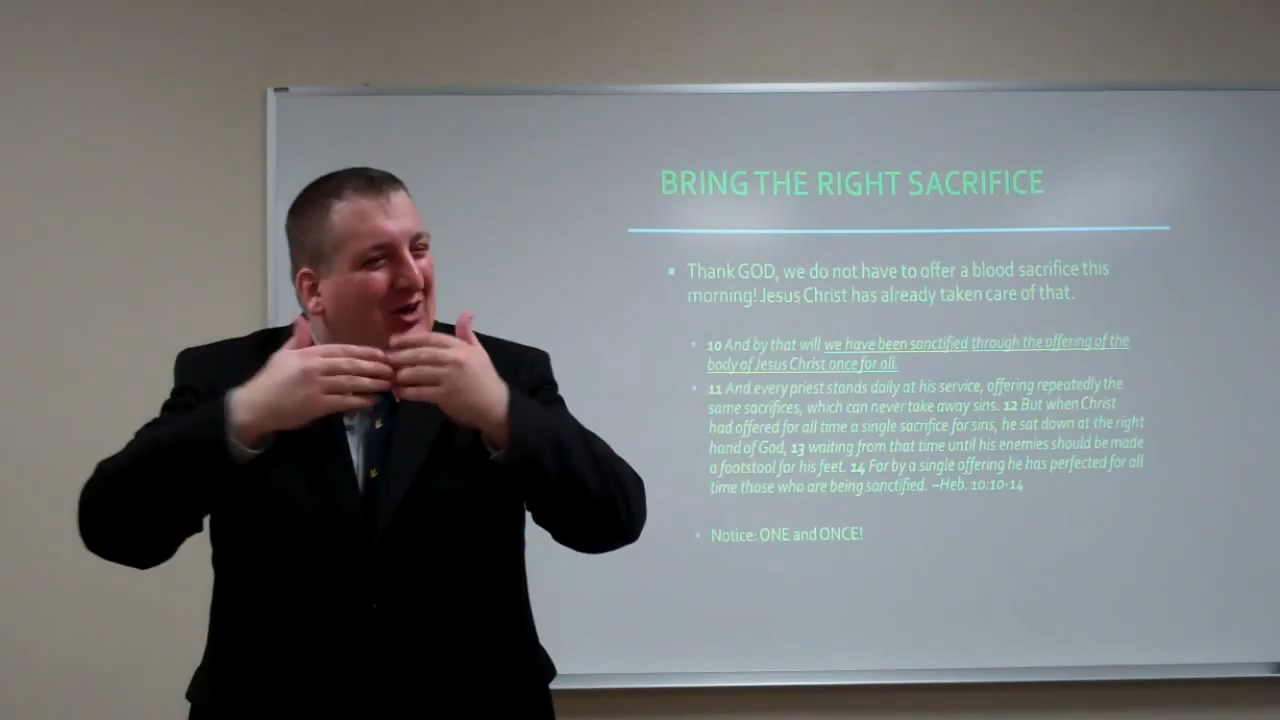 BRING THE RIGHT SACRIFICE
Thank GOD, we do not have to offer a blood sacrifice this
morning! Jesus Christ has already taken care of that.
10 And by that will we have been sanctified through the offering of the
body of Jesus Christ once for all.
11 And every priest stands daily at his service, offering repeatedly the
same sacrifices, which can never take away sins. 12 But when Christ
had offered for all time a single sacrifice for sins, he sat down at the right
hand of God, 13 waiting from that time until his enemies should be made
a footstool for his feet. 14 For by a single offering he has perfected for all
time those who are being sanctified. –Heb. 10:10-14
Notice: ONE and ONCE!